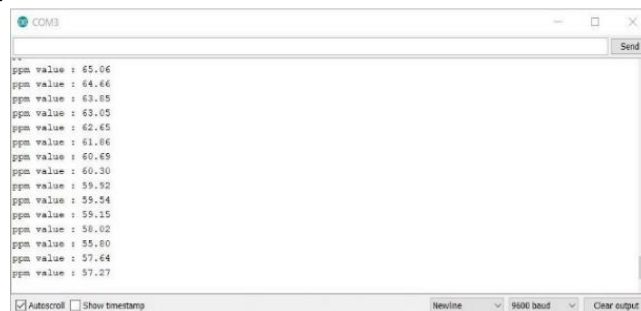 COM3
Send
ppm value : 65.06
ppm value : 64.66
ppm value : 63.85
ppm value : 63.05
ppm value : 62.65
ppm value : 61.86
ppm value : 60.69
ppm value : 60.30
ppm value : 59.92
ppm value : 59.54
ppm value : 59.15
ppm value : 58.02
ppm value : 55.80
ppm value : 57.64
ppm value : 57.27
Autoscroll Show timestamp Newline 9600 baud Clear output